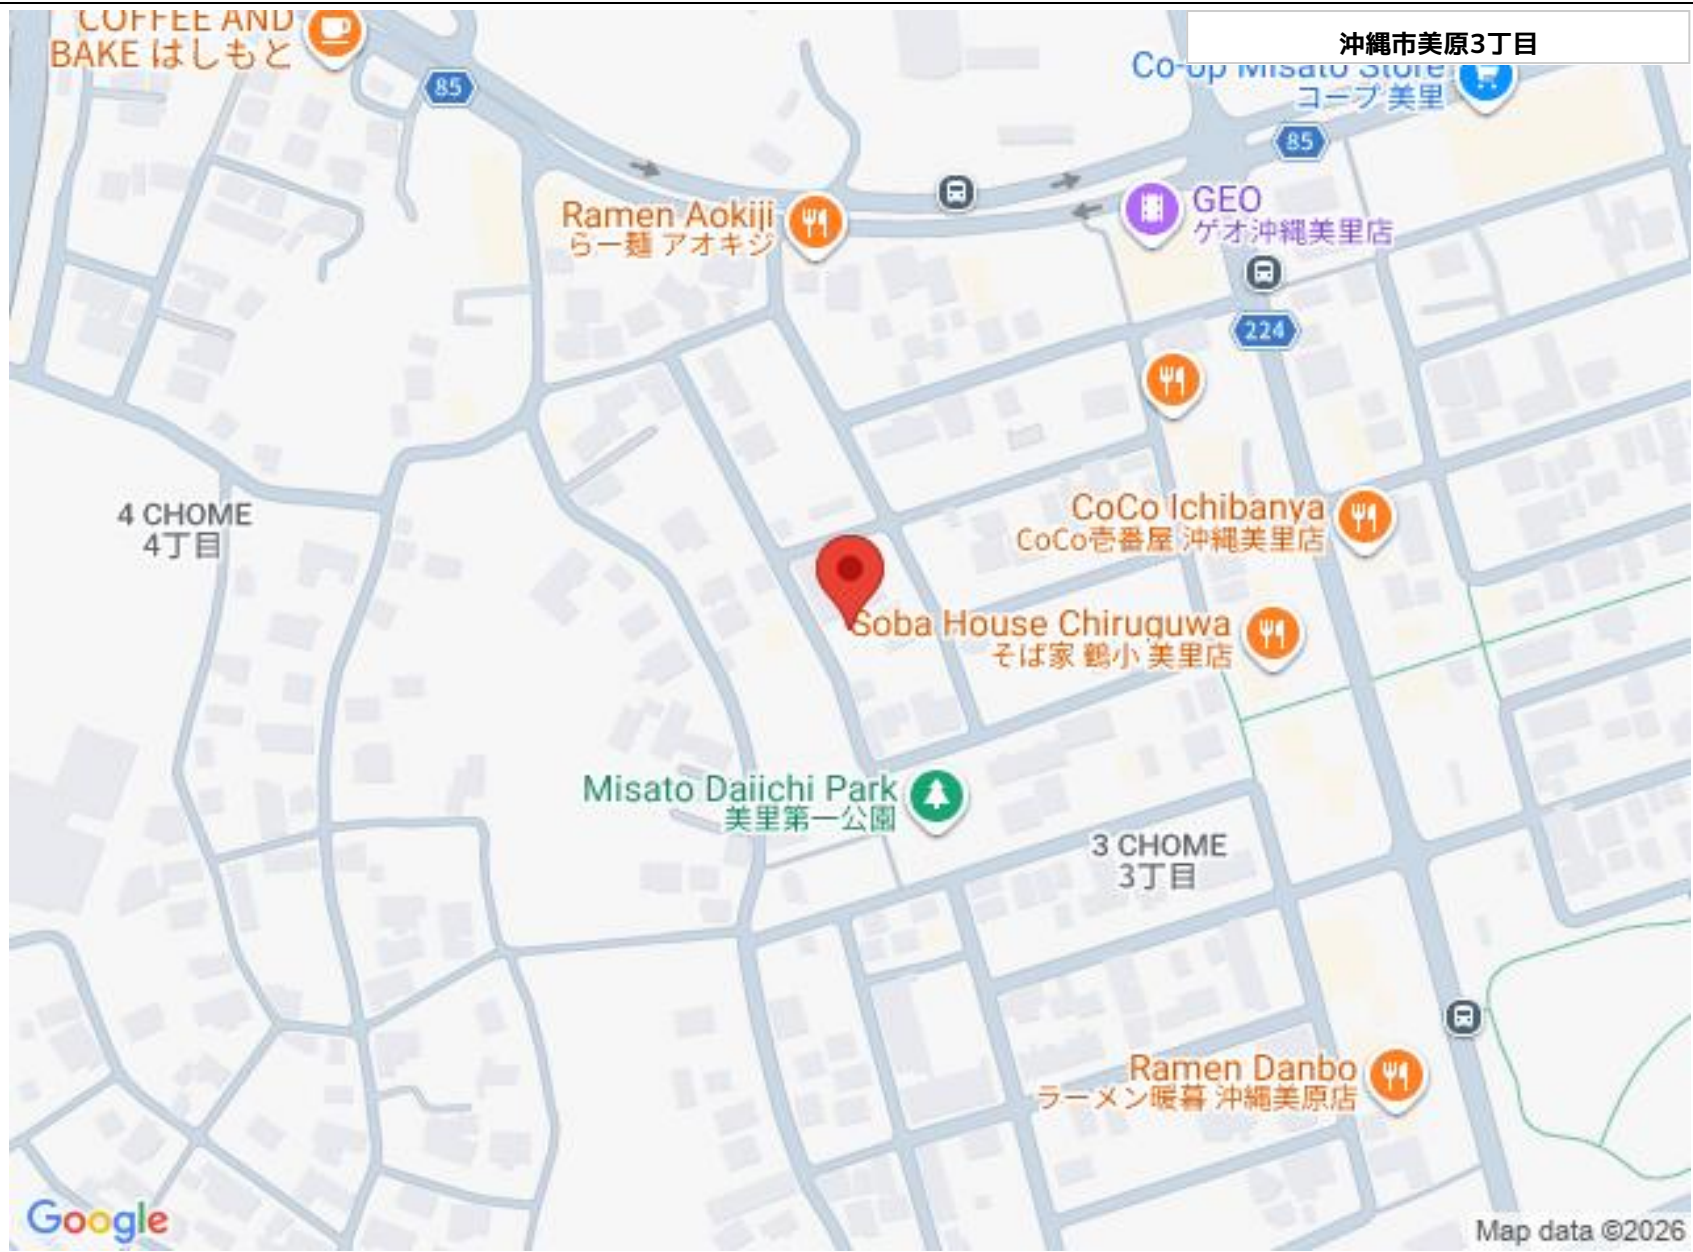 沖縄市美原3丁目
COFFEE AND
BAKE はしもと
85
Co-op Misato Store
コープ 美里
85
Ramen Aokiji
らー麺 アオキジ
GEO
ゲオ沖縄美里店
224
4 CHOME
4丁目
CoCo Ichibanya
CoCo壱番屋 沖縄美里店
Soba House Chiruguwa
そば家 鶴小 美里店
Misato Daiichi Park
美里第一公園
3 CHOME
3丁目
Ramen Danbo
ラーメン暖暮 沖縄美原店
Google
Map data ©2026